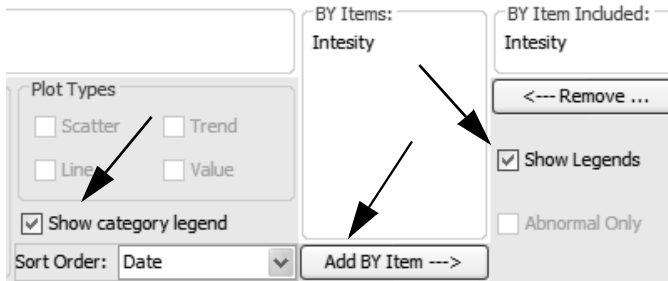 BY Items:
Intesity
BY Item Included:
Intesity
<--- Remove ...
Plot Types
Scatter
Trend
Line
Value
Show Legends
Show category legend
Abnormal Only
Sort Order: Date
Add BY Item --->